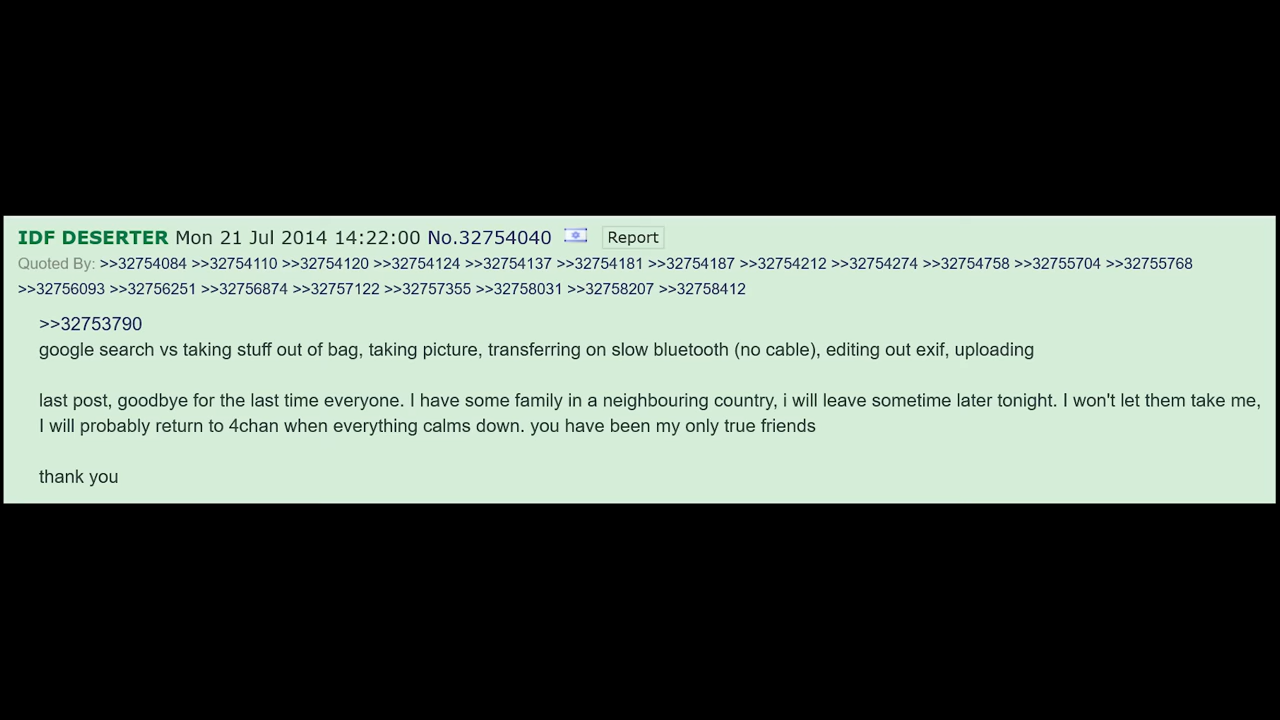 IDF DESERTER Mon 21 Jul 2014 14:22:00 No.32754040 Report
Quoted By: >>32754084 >>32754110 >>32754120 >>32754124 >>32754137 >>32754181 >>32754187 >>32754212 >>32754274 >>32754758 >>32755704 >>32755768
>>32756093 >>32756251 >>32756874 >>32757122 >>32757355 >>32758031 >>32758207 >>32758412
>>32753790
google search vs taking stuff out of bag, taking picture, transferring on slow bluetooth (no cable), editing out exif, uploading
last post, goodbye for the last time everyone. I have some family in a neighbouring country, i will leave sometime later tonight. I won't let them take me,
I will probably return to 4chan when everything calms down. you have been my only true friends
thank you